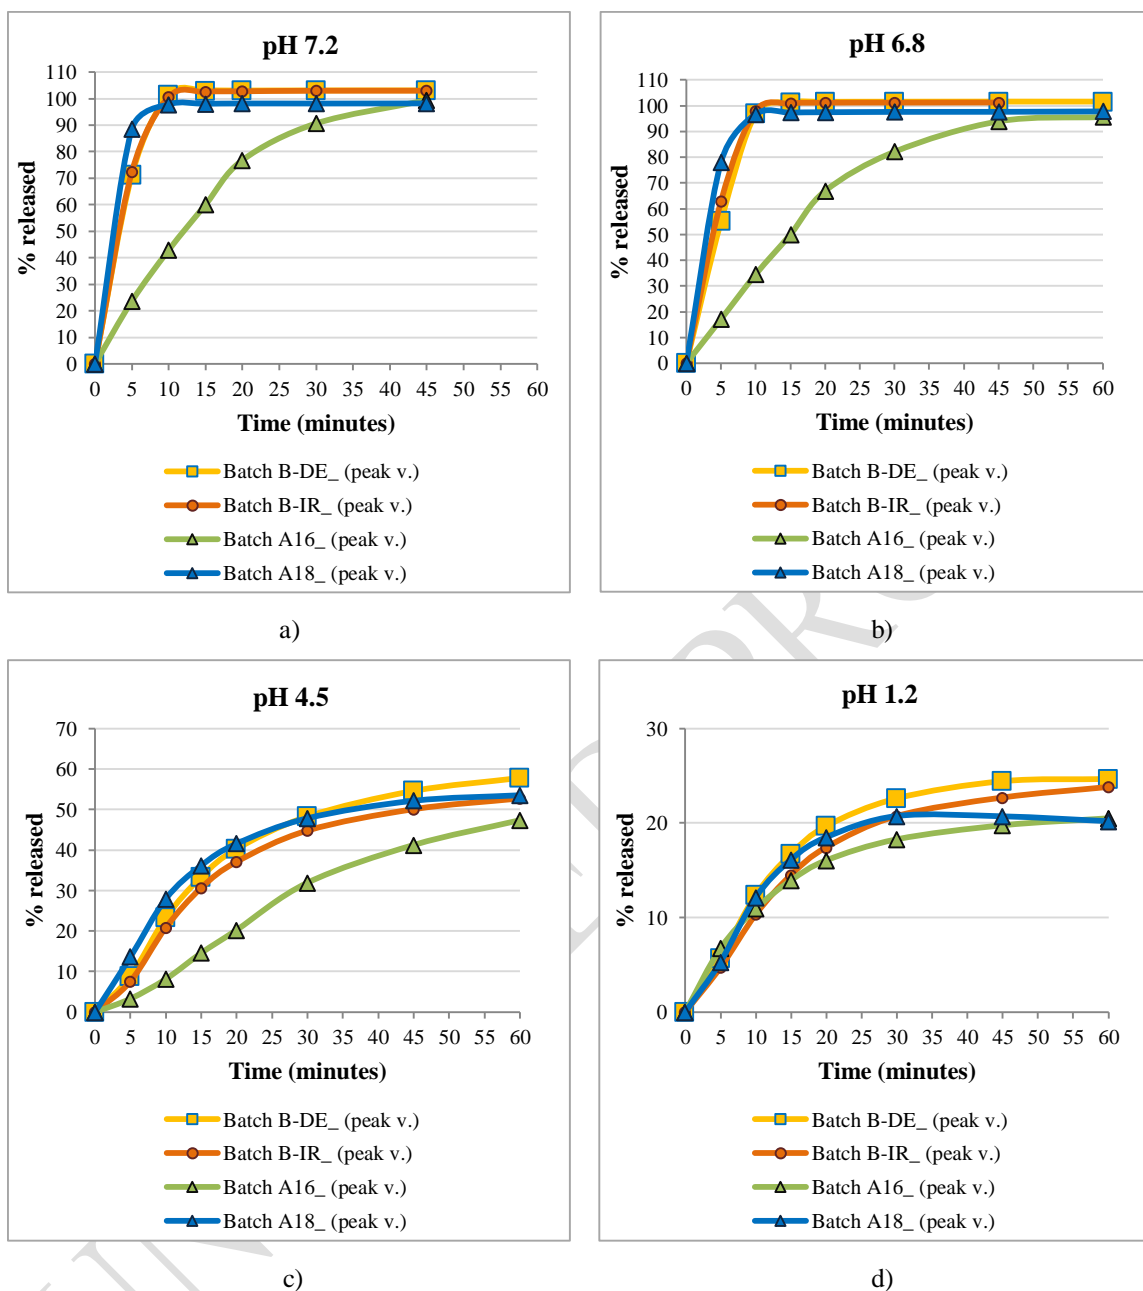 pH 7.2
110
100
90
80
70
60
50
40
30
20
10
0
% released
0 5 10 15 20 25 30 35 40 45 50 55 60
Time (minutes)
Batch B-DE_ (peak v.)
Batch B-IR_ (peak v.)
Batch A16_ (peak v.)
Batch A18_ (peak v.)
a)
pH 6.8
110
100
90
80
70
60
50
40
30
20
10
0
% released
0 5 10 15 20 25 30 35 40 45 50 55 60
Time (minutes)
Batch B-DE_ (peak v.)
Batch B-IR_ (peak v.)
Batch A16_ (peak v.)
Batch A18_ (peak v.)
b)
pH 4.5
70
60
50
40
30
20
10
0
% released
0 5 10 15 20 25 30 35 40 45 50 55 60
Time (minutes)
Batch B-DE_ (peak v.)
Batch B-IR_ (peak v.)
Batch A16_ (peak v.)
Batch A18_ (peak v.)
c)
pH 1.2
30
20
10
0
% released
0 5 10 15 20 25 30 35 40 45 50 55 60
Time (minutes)
Batch B-DE_ (peak v.)
Batch B-IR_ (peak v.)
Batch A16_ (peak v.)
Batch A18_ (peak v.)
d)